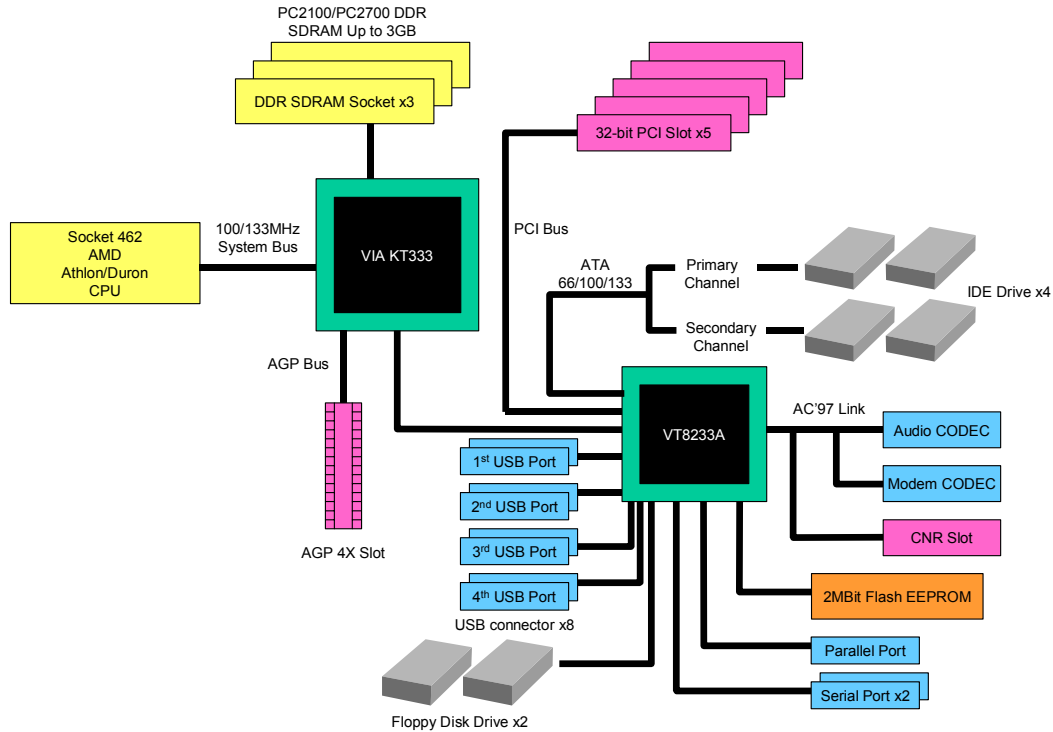 PC2100/PC2700 DDR
SDRAM Up to 3GB
DDR SDRAM Socket x3
32-bit PCI Slot x5
Socket 462
AMD
Athlon/Duron
CPU
100/133MHz
System Bus
VIA KT333
PCI Bus
ATA
66/100/133
Primary
Channel
Secondary
Channel
IDE Drive x4
AGP Bus
AGP 4X Slot
VT8233A
AC'97 Link
Audio CODEC
Modem CODEC
CNR Slot
2MBit Flash EEPROM
Parallel Port
Serial Port x2
1st USB Port
2nd USB Port
3rd USB Port
4th USB Port
USB connector x8
Floppy Disk Drive x2